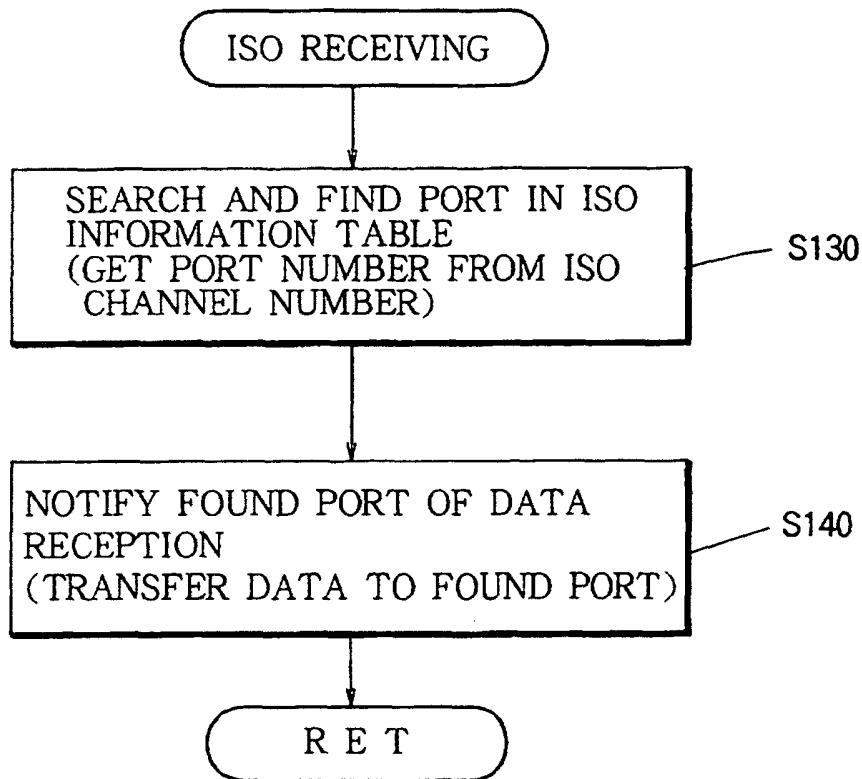 ISO RECEIVING
SEARCH AND FIND PORT IN ISO
INFORMATION TABLE
(GET PORT NUMBER FROM ISO
CHANNEL NUMBER)
S130
NOTIFY FOUND PORT OF DATA
RECEPTION
(TRANSFER DATA TO FOUND PORT)
S140
R E T